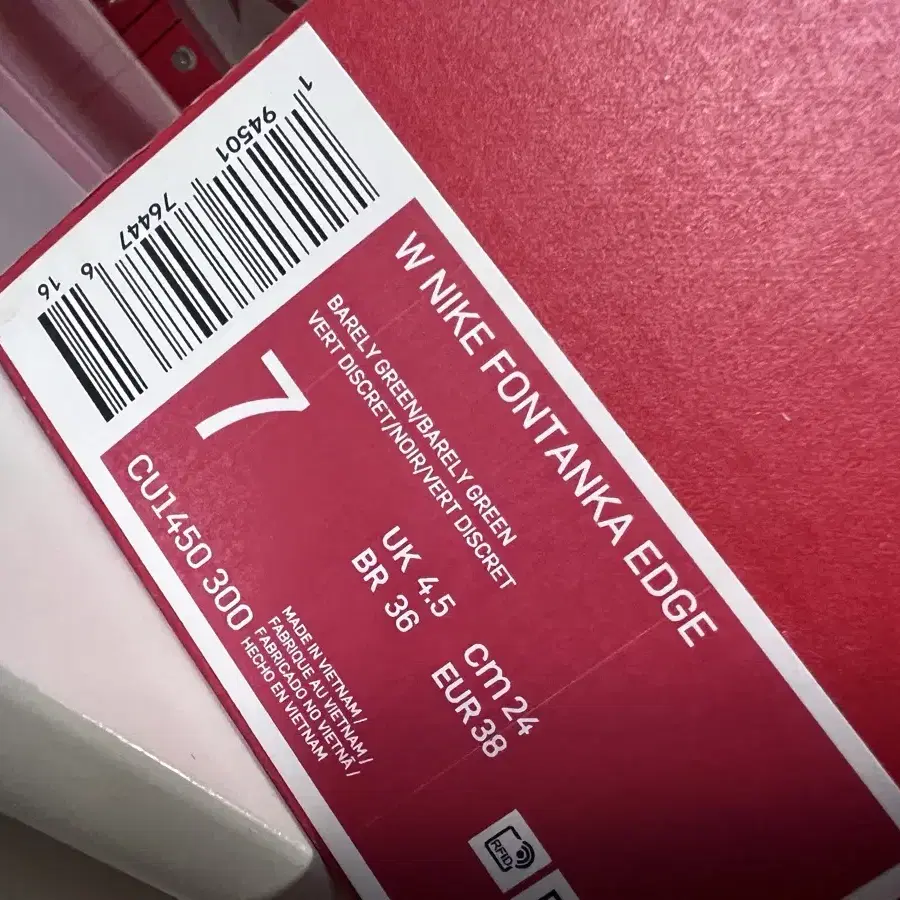 W NIKE FONTANKA EDGE
BARELY GREEN/BARELY GREEN
VERT DISCRET/NOIR/VERT DISCRET
7
UK 4.5
BR 36
cm 24
EUR 38
CU1450 300
MADE IN VIETNAM /
FABRIQUE AU VIETNAM /
FABRICADO NO VIETNÃ /
HECHO EN VIETNAM
1 94501 76447 6 16
RFID